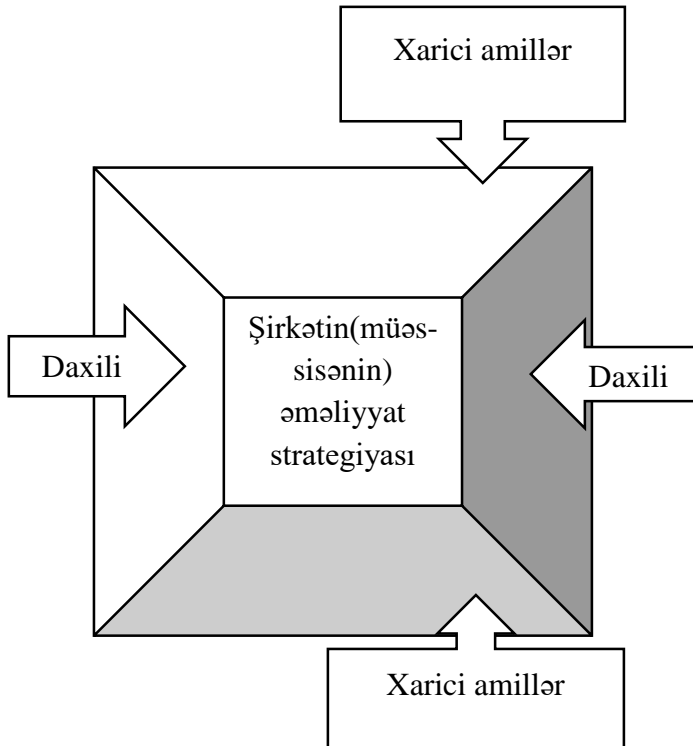 Xarici amillər
Şirkətin(müəs-
sisənin)
əməliyyat
strategiyası
Daxili
Daxili
Xarici amillər